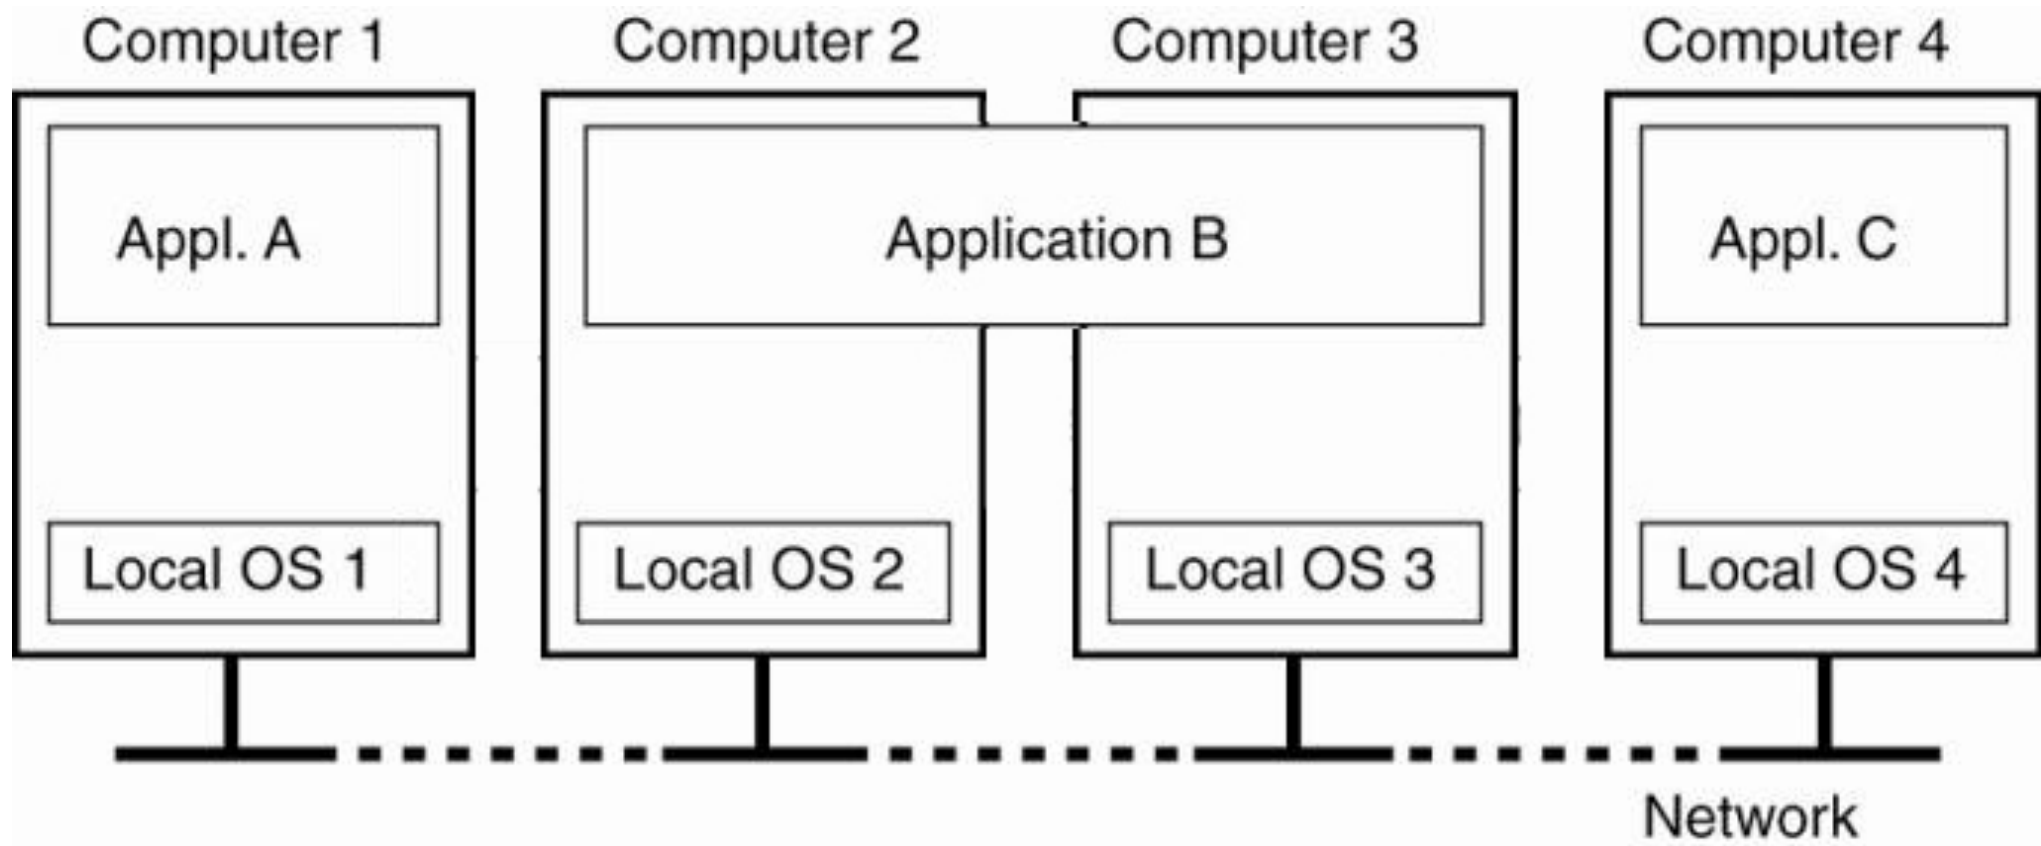 Computer 1
Computer 2
Computer 3
Computer 4
Appl. A
Application B
Appl. C
Local OS 1
Local OS 2
Local OS 3
Local OS 4
Network